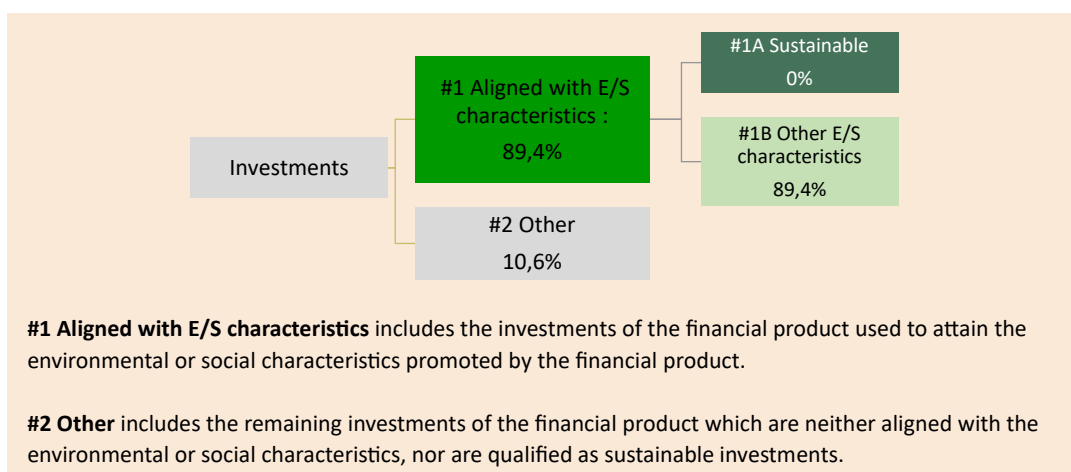 #1A Sustainable
0%
#1 Aligned with E/S
characteristics :
89,4%
#1B Other E/S
characteristics
89,4%
Investments
#2 Other
10,6%
#1 Aligned with E/S characteristics includes the investments of the financial product used to attain the
environmental or social characteristics promoted by the financial product.
#2 Other includes the remaining investments of the financial product which are neither aligned with the
environmental or social characteristics, nor are qualified as sustainable investments.